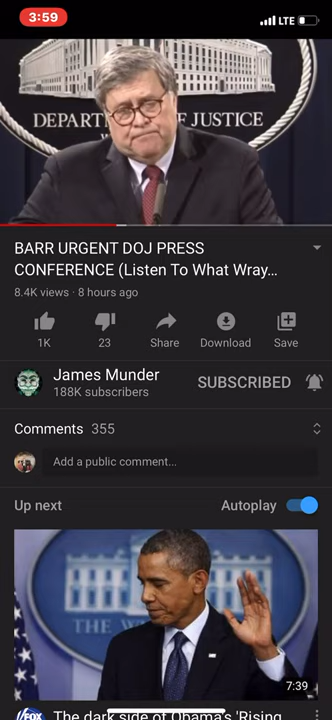 3:59
LTE
DEPART OF JUSTICE
W
BARR URGENT DOJ PRESS
CONFERENCE (Listen To What Wray...
8.4K views · 8 hours ago
1K
23
Share
Download
Save
James Munder
188K subscribers
SUBSCRIBED
Comments 355
Add a public comment...
Up next
Autoplay
THE W
7:39
FOX
The dark side of Obama's 'Rising